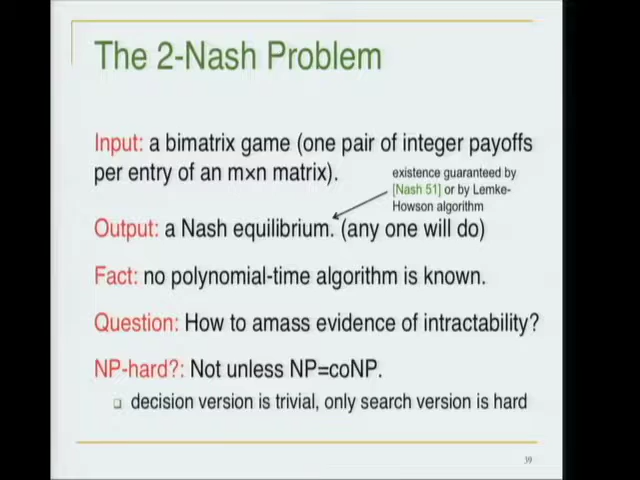 The 2-Nash Problem
Input: a bimatrix game (one pair of integer payoffs
per entry of an m×n matrix).
existence guaranteed by
[Nash 51] or by Lemke-
Howson algorithm
Output: a Nash equilibrium. (any one will do)
Fact: no polynomial-time algorithm is known.
Question: How to amass evidence of intractability?
NP-hard?: Not unless NP=coNP.
decision version is trivial, only search version is hard
39